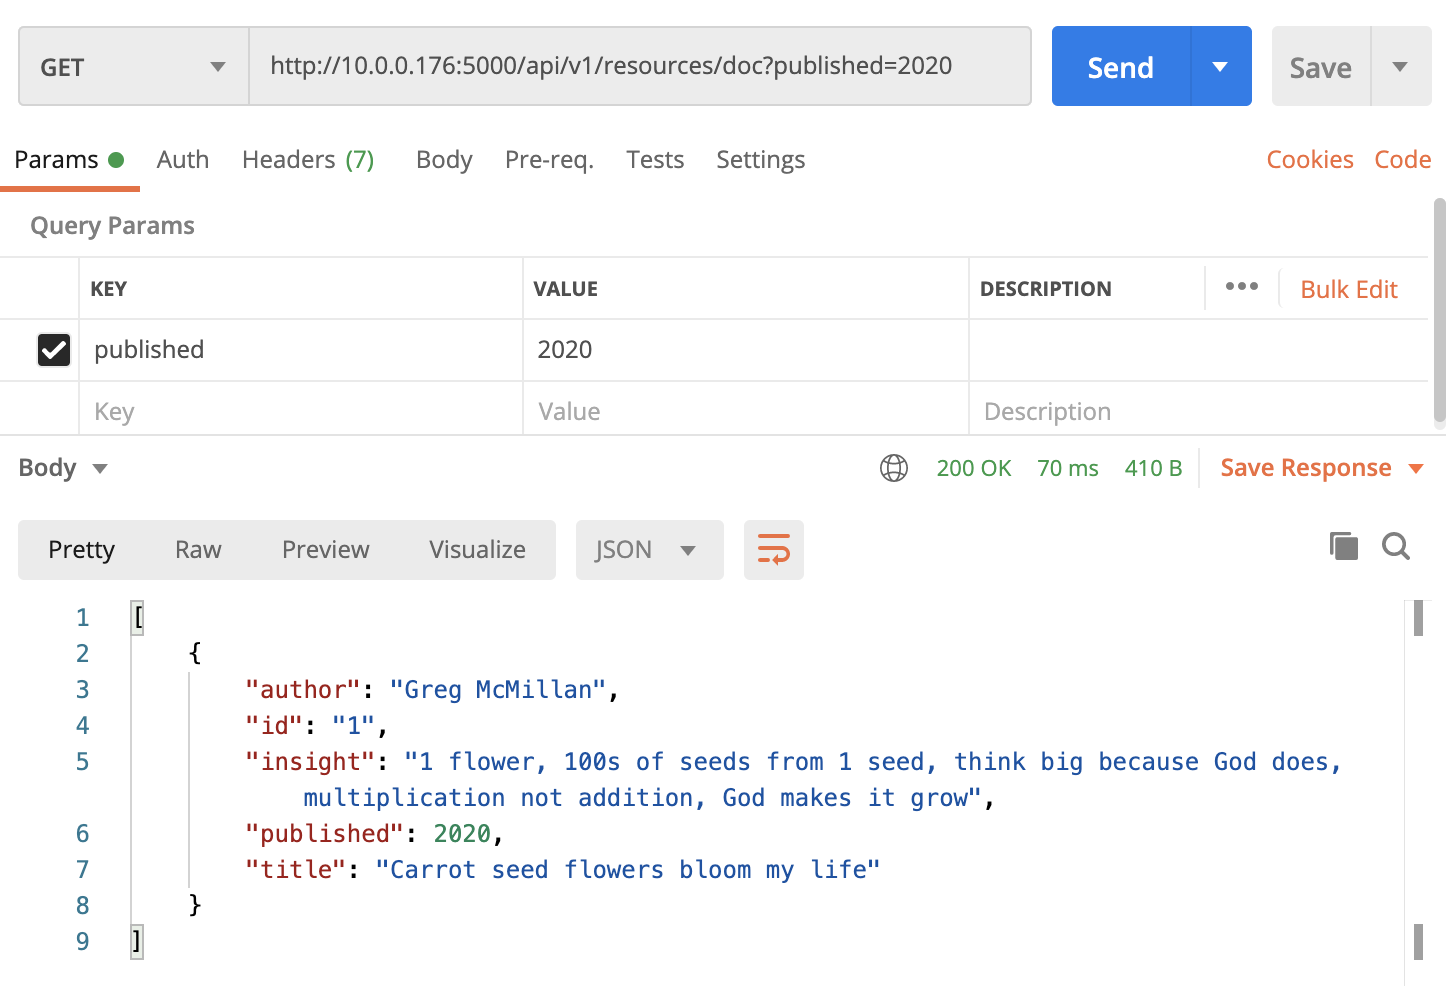 GET http://10.0.0.176:5000/api/v1/resources/doc?published=2020 Send Save
Params Auth Headers (7) Body Pre-req. Tests Settings Cookies Code
Query Params
KEY VALUE DESCRIPTION ••• Bulk Edit
published 2020
Key Value Description
Body 200 OK 70 ms 410 B Save Response
Pretty Raw Preview Visualize JSON
1 [
2 {
3 "author": "Greg McMillan",
4 "id": "1",
5 "insight": "1 flower, 100s of seeds from 1 seed, think big because God does,
multiplication not addition, God makes it grow",
6 "published": 2020,
7 "title": "Carrot seed flowers bloom my life"
8 }
9 ]